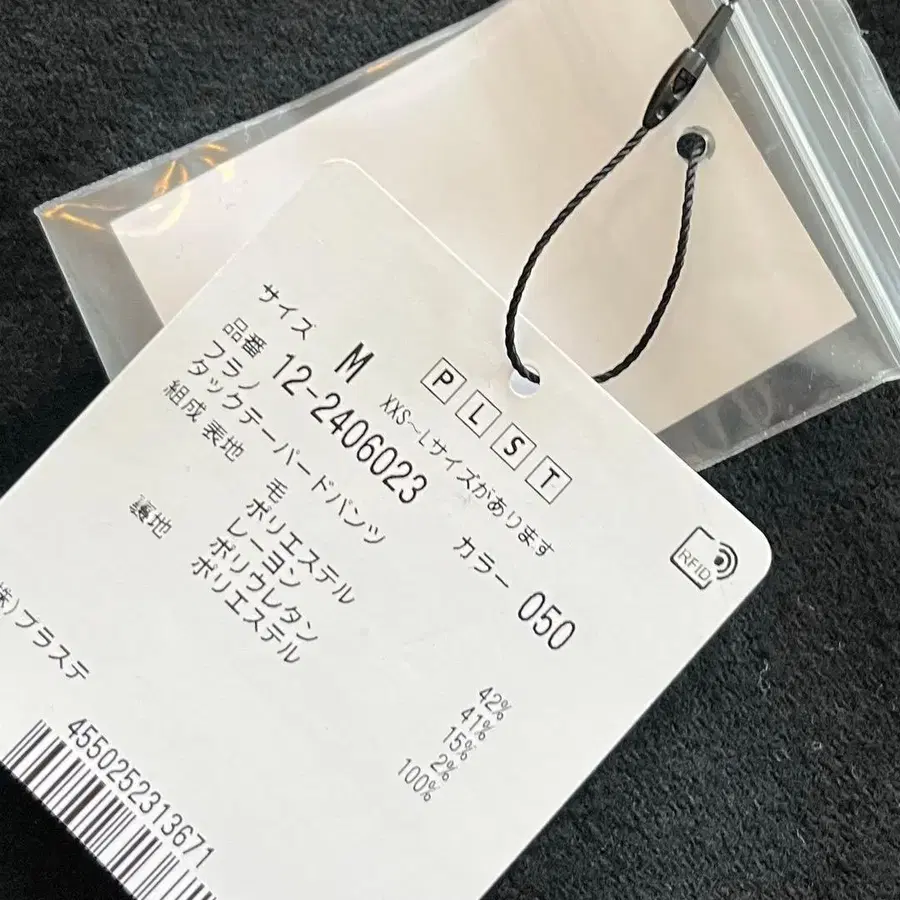 P L S T
サイズ M XXS～Lサイズがあります
品番 12-2406023 カラー 050
フラノ
タックテーパードパンツ
組成 表地 毛 42%
ポリエステル 41%
レーヨン 15%
ポリウレタン 2%
裏地 ポリエステル 100%
株)プラステ
4550252313671
RFID